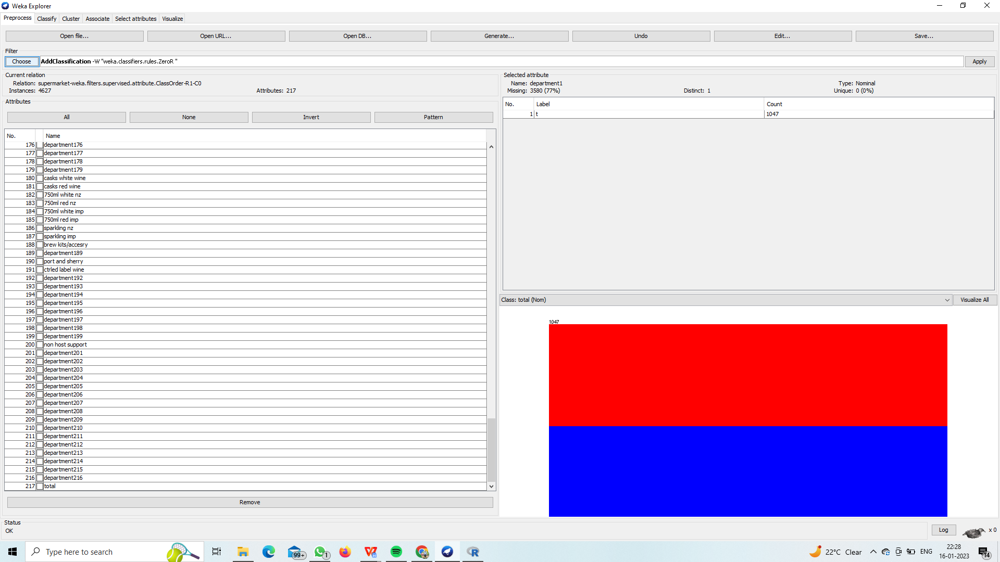 Weka Explorer
Preprocess Classify Cluster Associate Select attributes Visualize
Open file... Open URL... Open DB... Generate... Undo Edit... Save...
Filter
Choose AddClassification -W "weka.classifiers.rules.ZeroR " Apply
Current relation
Relation: supermarket-weka.filters.supervised.attribute.ClassOrder-R1-C0
Instances: 4627 Attributes: 217
Attributes
All None Invert Pattern
No. Name
176 department176
177 department177
178 department178
179 department179
180 casks white wine
181 casks red wine
182 750ml white nz
183 750ml red nz
184 750ml white imp
185 750ml red imp
186 sparkling nz
187 sparkling imp
188 brew kits/accesry
189 department189
190 port and sherry
191 ctrled label wine
192 department192
193 department193
194 department194
195 department195
196 department196
197 department197
198 department198
199 department199
200 non host support
201 department201
202 department202
203 department203
204 department204
205 department205
206 department206
207 department207
208 department208
209 department209
210 department210
211 department211
212 department212
213 department213
214 department214
215 department215
216 department216
217 total
Remove
Selected attribute
Name: department1 Type: Nominal
Missing: 3580 (77%) Distinct: 1 Unique: 0 (0%)
No. Label Count
1 t 1047
Class: total (Nom) Visualize All
1047
Status
OK
Log x 0
Type here to search
99+
1
22°C Clear
ENG
22:28
16-01-2023
14